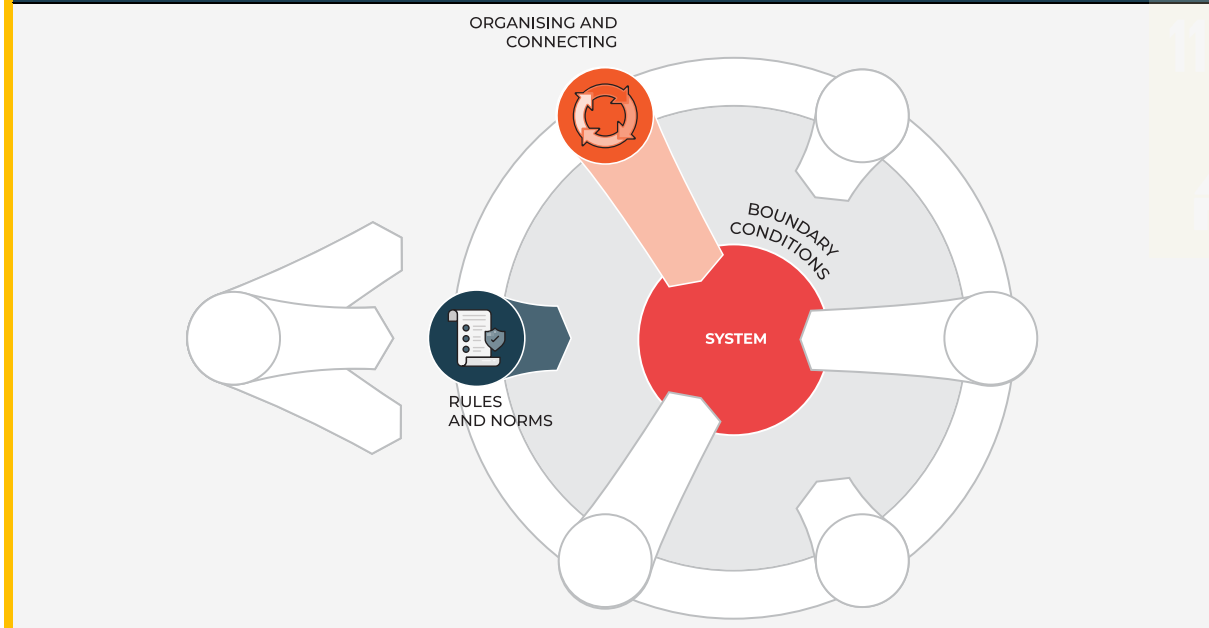 ORGANISING AND
CONNECTING
BOUNDARY
CONDITIONS
SYSTEM
RULES
AND NORMS